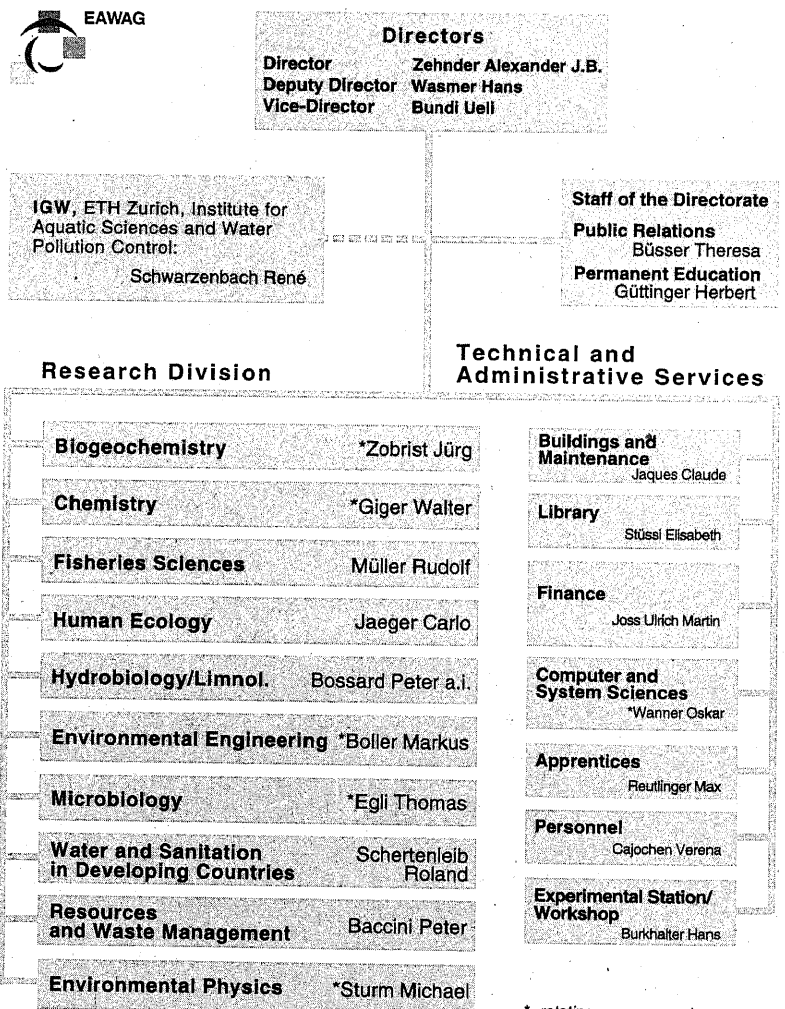 EAWAG
Directors
Director Zehnder Alexander J.B.
Deputy Director Wasmer Hans
Vice-Director Bundi Ueli
IGW, ETH Zurich, Institute for
Aquatic Sciences and Water
Pollution Control:
Schwarzenbach René
Staff of the Directorate
Public Relations
Büsser Theresa
Permanent Education
Güttinger Herbert
Research Division
Biogeochemistry *Zobrist Jürg
Chemistry *Giger Walter
Fisheries Sciences Müller Rudolf
Human Ecology Jaeger Carlo
Hydrobiology/Limnol. Bossard Peter a.i.
Environmental Engineering *Boller Markus
Microbiology *Egli Thomas
Water and Sanitation Schertenleib
in Developing Countries Roland
Resources
and Waste Management Baccini Peter
Environmental Physics *Sturm Michael
Technical and
Administrative Services
Buildings and
Maintenance
Jaques Claude
Library
Stüssi Elisabeth
Finance
Joss Ulrich Martin
Computer and
System Sciences
*Wanner Oskar
Apprentices
Reutlinger Max
Personnel
Cajochen Verena
Experimental Station/
Workshop
Burkhalter Hans